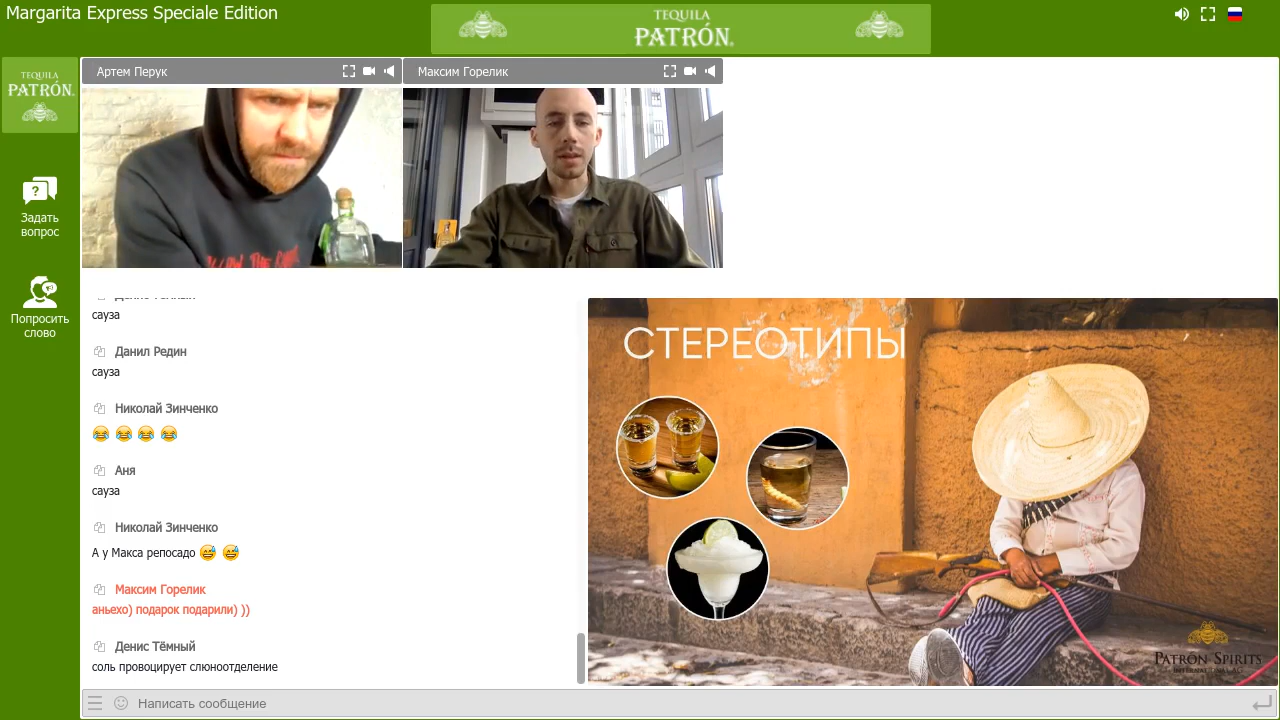 Margarita Express Speciale Edition
TEQUILA
PATRÓN
TEQUILA
PATRÓN
Задать
вопрос
Попросить
слово
Артем Перук
Максим Горелик
сауза
Данил Редин
сауза
Николай Зинченко
😂 😂 😂 😂
Аня
сауза
Николай Зинченко
А у Макса репосадо 😅 😅
Максим Горелик
аньехо) подарок подарили) ))
Денис Тёмный
соль провоцирует слюноотделение
Написать сообщение
СТЕРЕОТИПЫ
PATRÓN SPIRITS
INTERNATIONAL AG